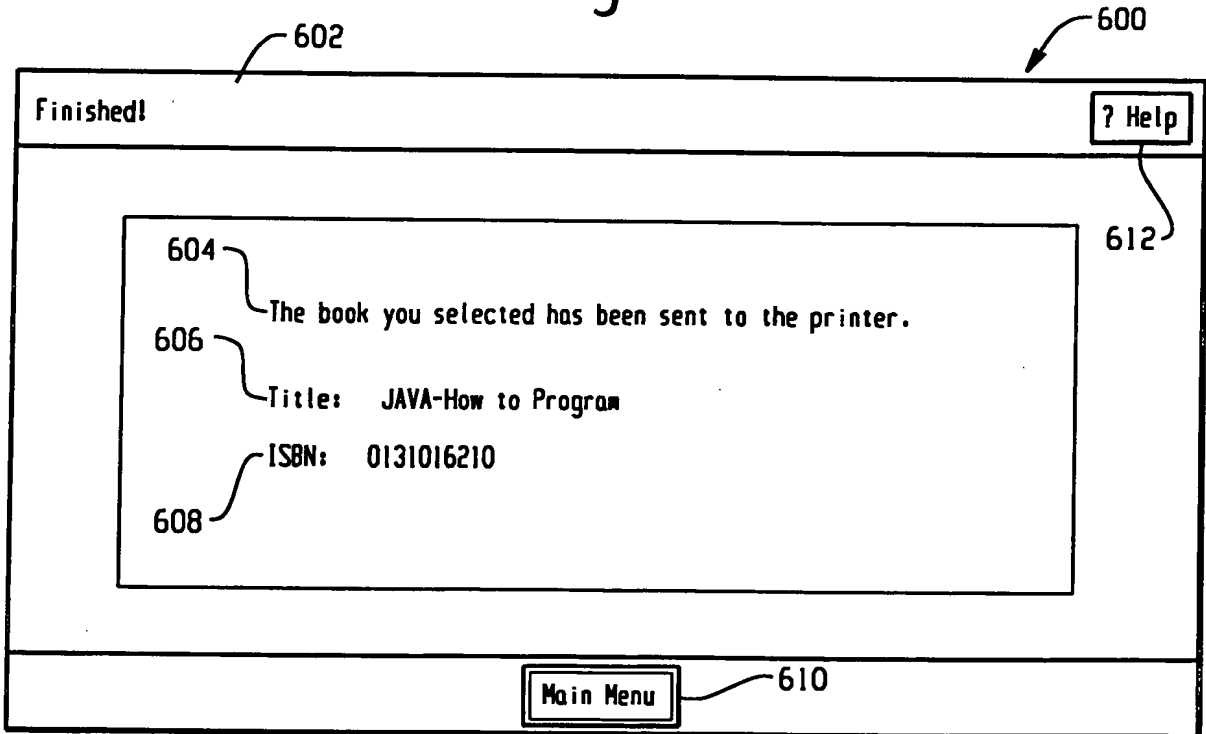 600
602
Finished!
? Help
612
604
The book you selected has been sent to the printer.
606
Title: JAVA-How to Program
ISBN: 0131016210
608
Main Menu
610